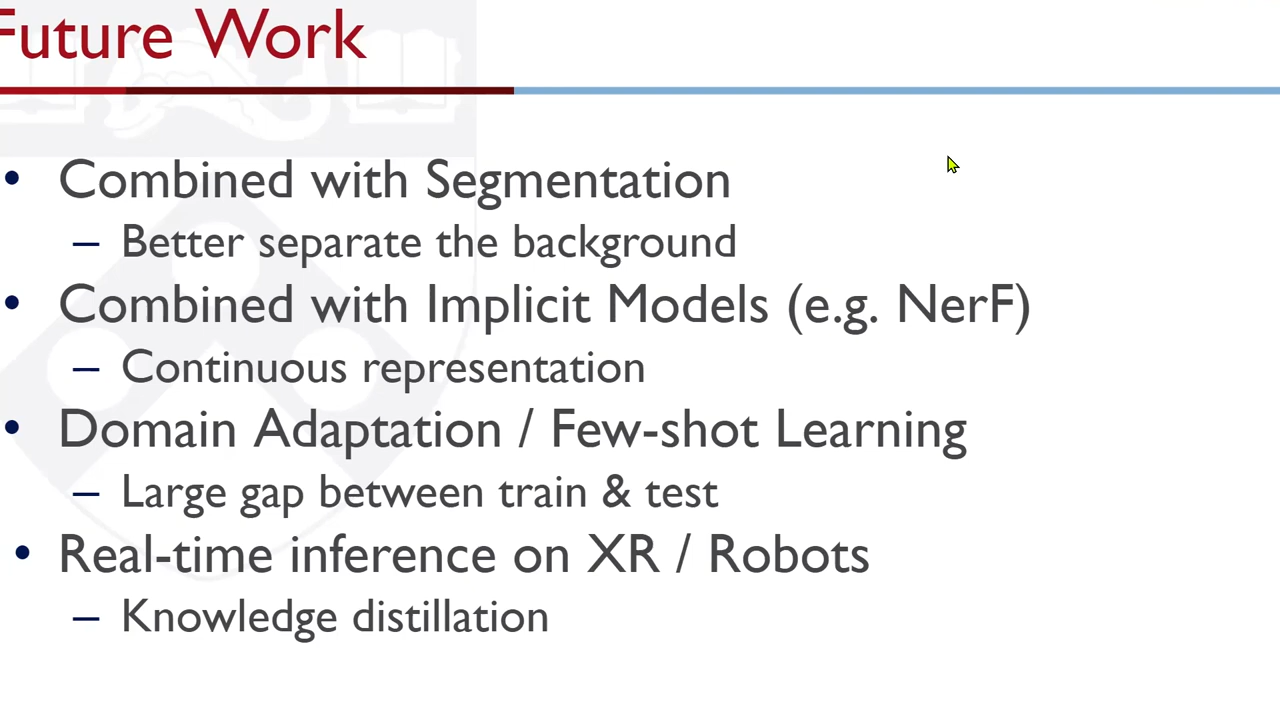 Future Work
• Combined with Segmentation
– Better separate the background
• Combined with Implicit Models (e.g. NerF)
– Continuous representation
• Domain Adaptation / Few-shot Learning
– Large gap between train & test
• Real-time inference on XR / Robots
– Knowledge distillation